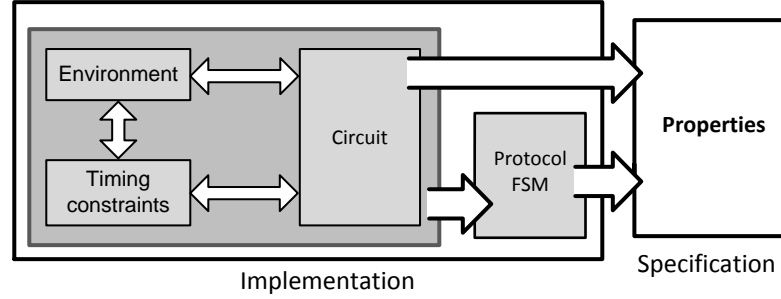 Environment
Timing
constraints
Circuit
Protocol
FSM
Properties
Implementation
Specification